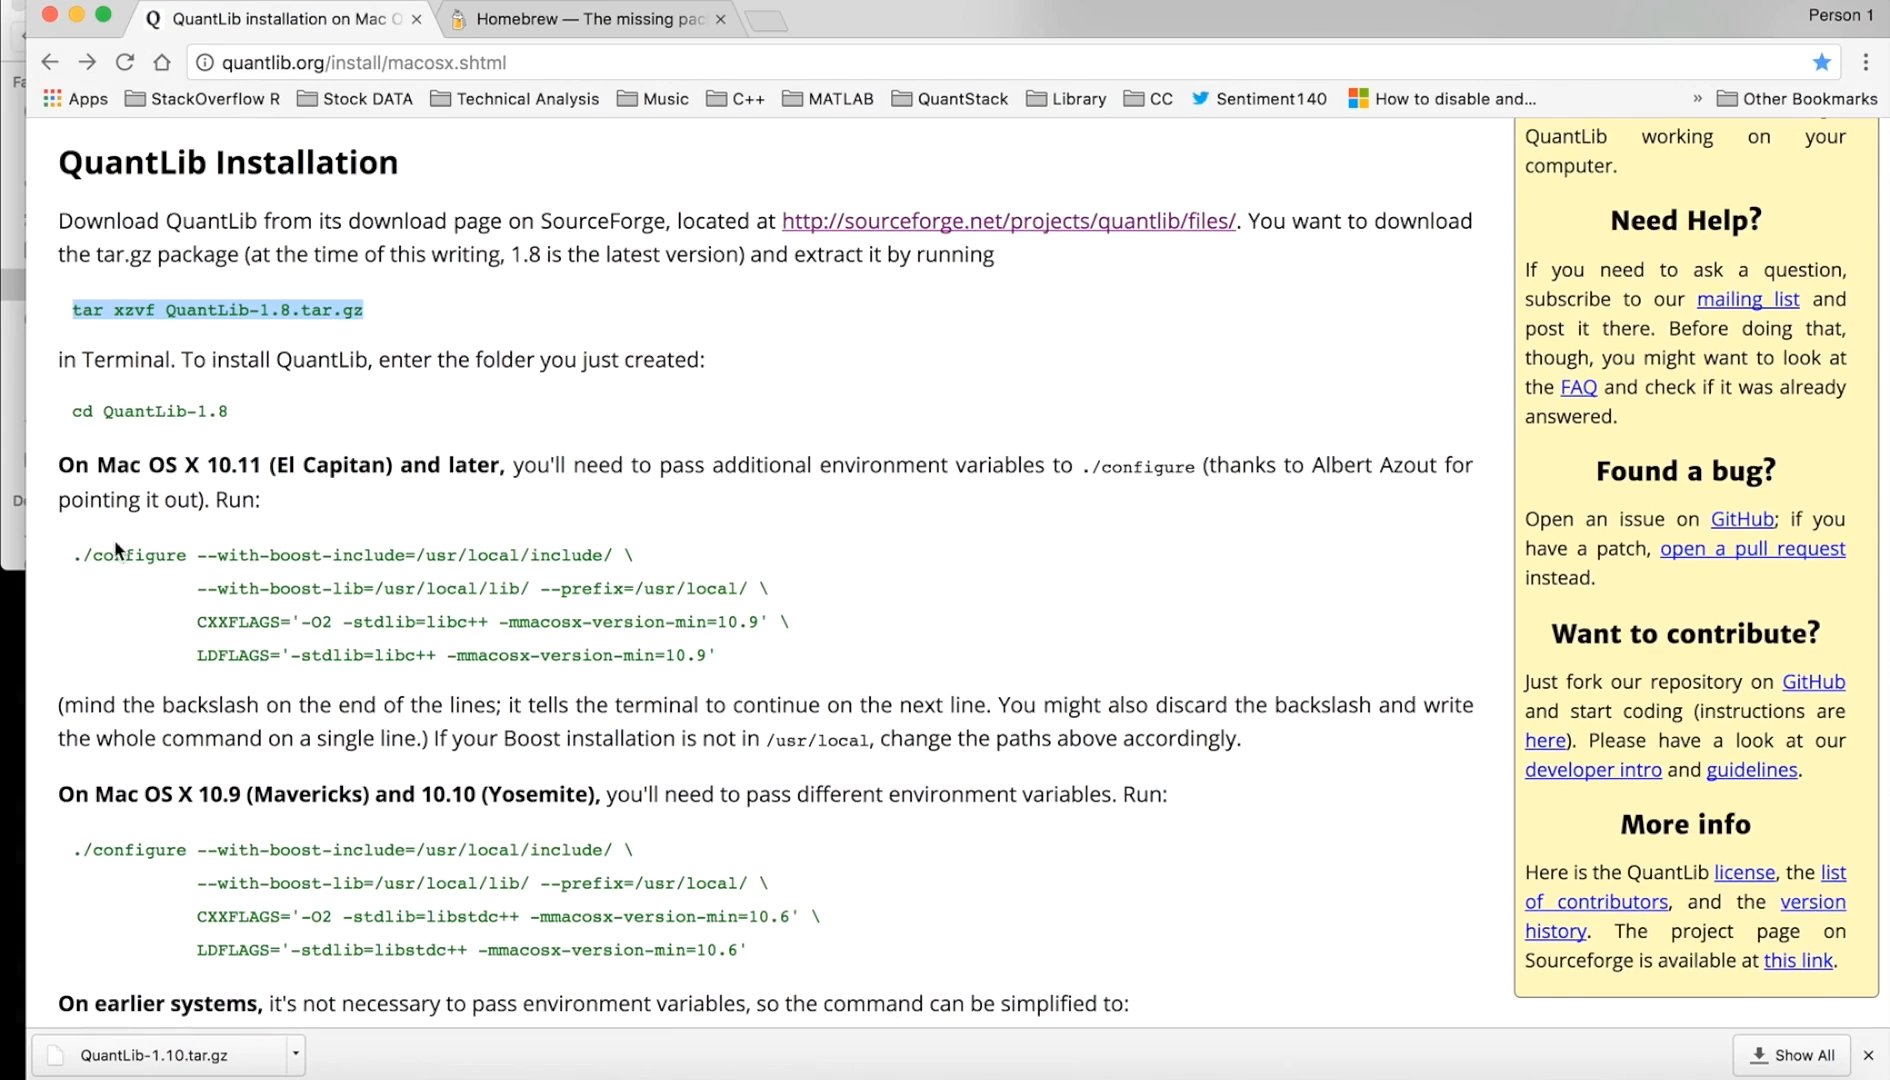 QuantLib installation on Mac O
Homebrew — The missing pac
Person 1
quantlib.org/install/macosx.shtml
Apps
StackOverflow R
Stock DATA
Technical Analysis
Music
C++
MATLAB
QuantStack
Library
CC
Sentiment140
How to disable and...
»
Other Bookmarks
QuantLib Installation
Download QuantLib from its download page on SourceForge, located at http://sourceforge.net/projects/quantlib/files/. You want to download
the tar.gz package (at the time of this writing, 1.8 is the latest version) and extract it by running
tar xzvf QuantLib-1.8.tar.gz
in Terminal. To install QuantLib, enter the folder you just created:
cd QuantLib-1.8
On Mac OS X 10.11 (El Capitan) and later, you'll need to pass additional environment variables to ./configure (thanks to Albert Azout for
pointing it out). Run:
./configure --with-boost-include=/usr/local/include/ \
--with-boost-lib=/usr/local/lib/ --prefix=/usr/local/ \
CXXFLAGS='-O2 -stdlib=libc++ -mmacosx-version-min=10.9' \
LDFLAGS='-stdlib=libc++ -mmacosx-version-min=10.9'
(mind the backslash on the end of the lines; it tells the terminal to continue on the next line. You might also discard the backslash and write
the whole command on a single line.) If your Boost installation is not in /usr/local, change the paths above accordingly.
On Mac OS X 10.9 (Mavericks) and 10.10 (Yosemite), you'll need to pass different environment variables. Run:
./configure --with-boost-include=/usr/local/include/ \
--with-boost-lib=/usr/local/lib/ --prefix=/usr/local/ \
CXXFLAGS='-O2 -stdlib=libstdc++ -mmacosx-version-min=10.6' \
LDFLAGS='-stdlib=libstdc++ -mmacosx-version-min=10.6'
On earlier systems, it's not necessary to pass environment variables, so the command can be simplified to:
QuantLib working on your
computer.
Need Help?
If you need to ask a question,
subscribe to our mailing list and
post it there. Before doing that,
though, you might want to look at
the FAQ and check if it was already
answered.
Found a bug?
Open an issue on GitHub; if you
have a patch, open a pull request
instead.
Want to contribute?
Just fork our repository on GitHub
and start coding (instructions are
here). Please have a look at our
developer intro and guidelines.
More info
Here is the QuantLib license, the list
of contributors, and the version
history. The project page on
Sourceforge is available at this link.
QuantLib-1.10.tar.gz
Show All